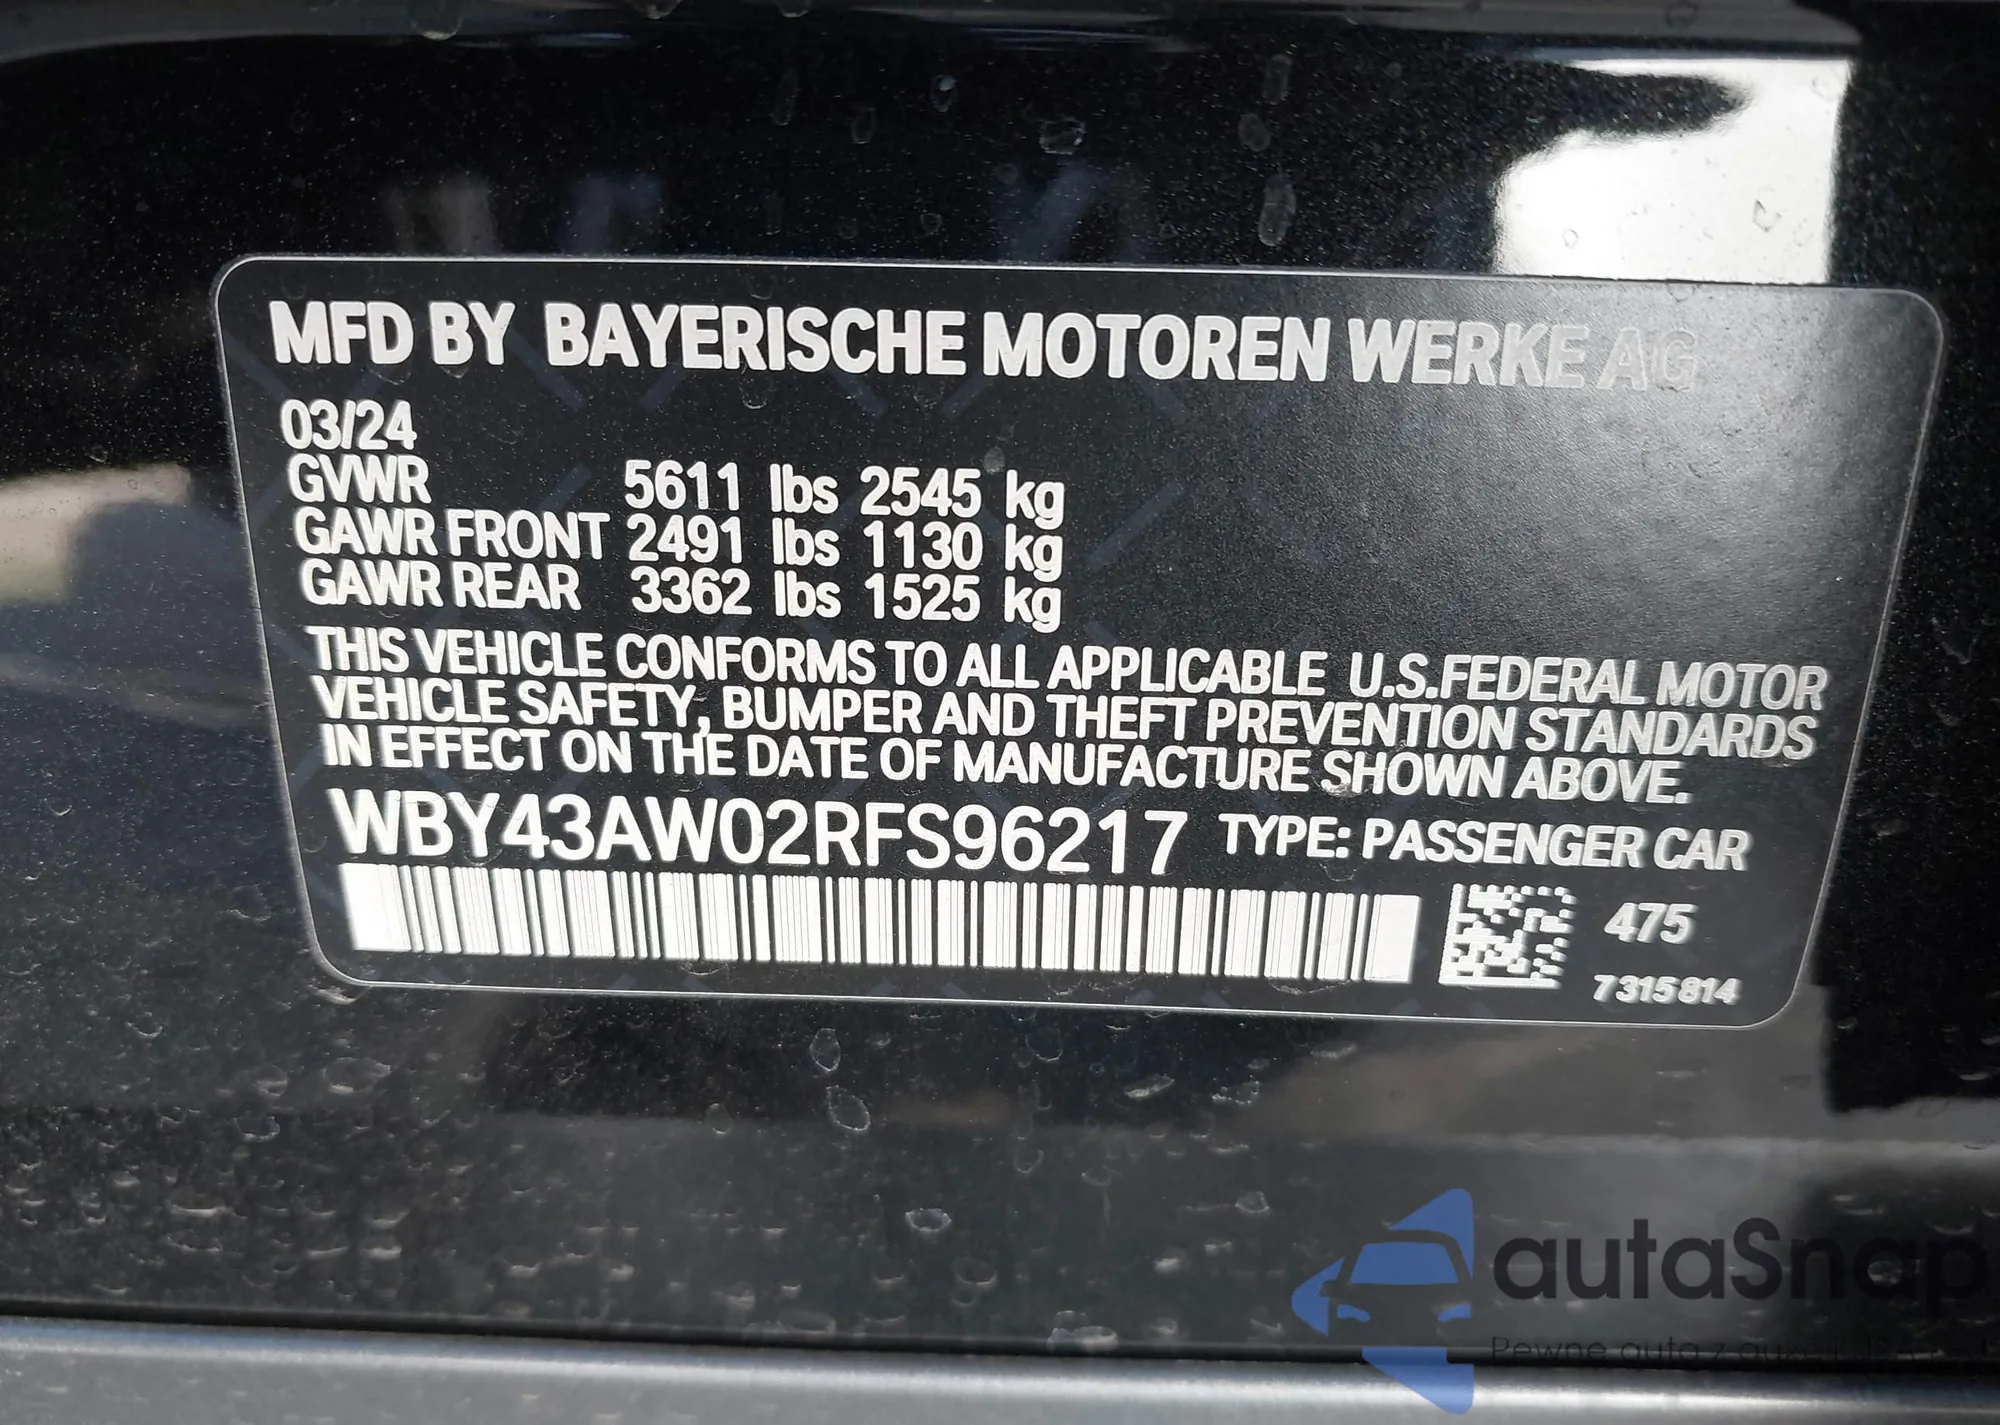 MFD BY BAYERISCHE MOTOREN WERKE AG
03/24
GVWR 5611 lbs 2545 kg
GAWR FRONT 2491 lbs 1130 kg
GAWR REAR 3362 lbs 1525 kg
THIS VEHICLE CONFORMS TO ALL APPLICABLE U.S.FEDERAL MOTOR
VEHICLE SAFETY, BUMPER AND THEFT PREVENTION STANDARDS
IN EFFECT ON THE DATE OF MANUFACTURE SHOWN ABOVE.
WBY43AW02RFS96217 TYPE: PASSENGER CAR
475
7315814
autaSnap
Pewne auta z